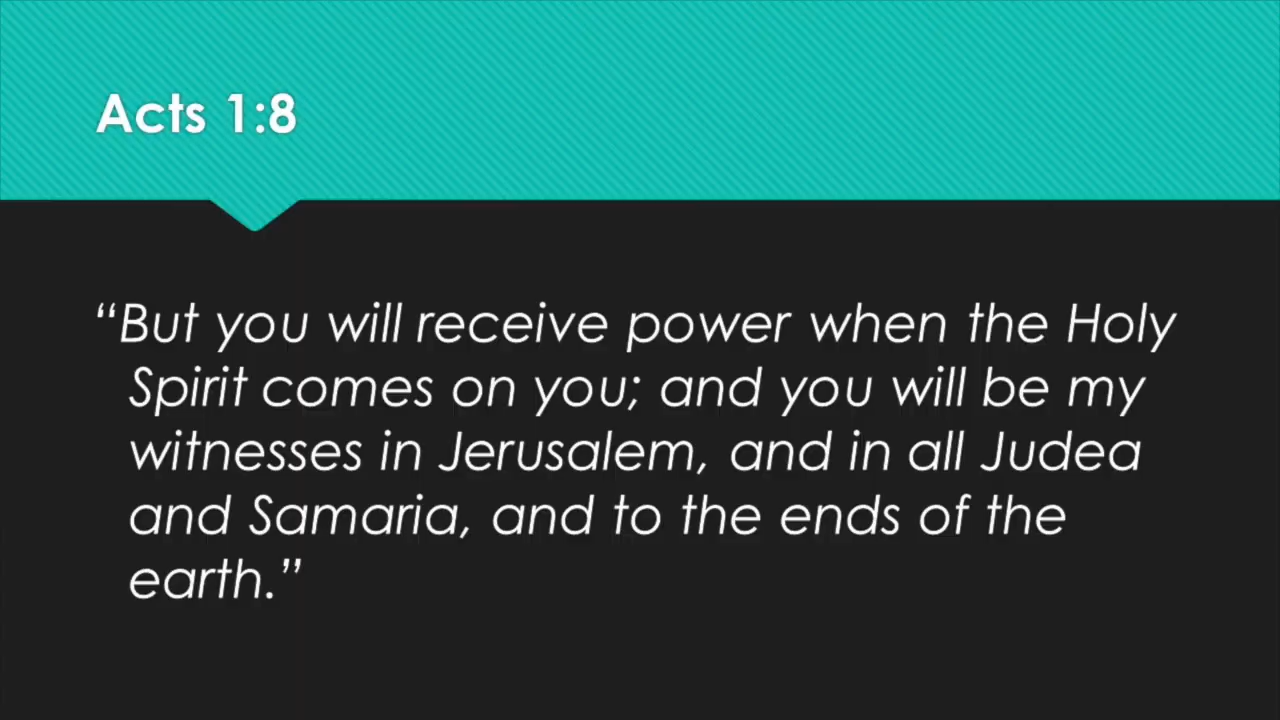 Acts 1:8
“But you will receive power when the Holy
Spirit comes on you; and you will be my
witnesses in Jerusalem, and in all Judea
and Samaria, and to the ends of the
earth.”